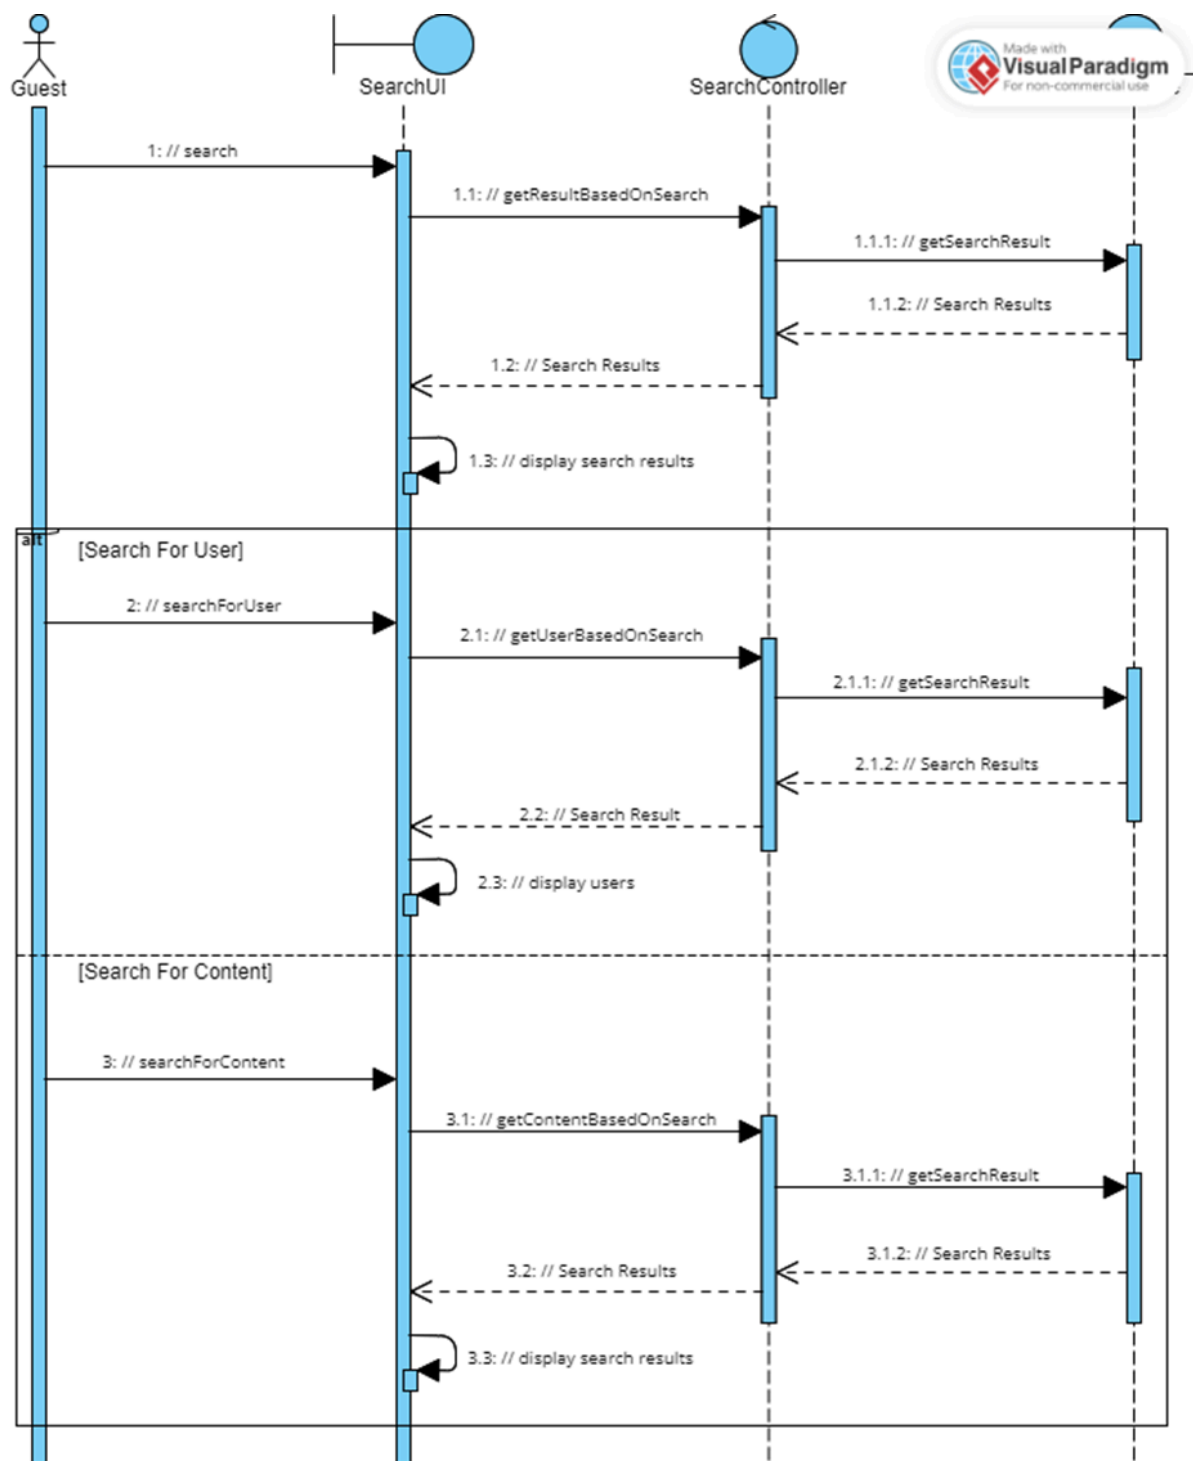 Guest
SearchUI
SearchController
Made with
Visual Paradigm
For non-commercial use
1: // search
1.1: // getResultBasedOnSearch
1.1.1: // getSearchResult
1.1.2: // Search Results
1.2: // Search Results
1.3: // display search results
alt
[Search For User]
2: // searchForUser
2.1: // getUserBasedOnSearch
2.1.1: // getSearchResult
2.1.2: // Search Results
2.2: // Search Result
2.3: // display users
[Search For Content]
3: // searchForContent
3.1: // getContentBasedOnSearch
3.1.1: // getSearchResult
3.1.2: // Search Results
3.2: // Search Results
3.3: // display search results